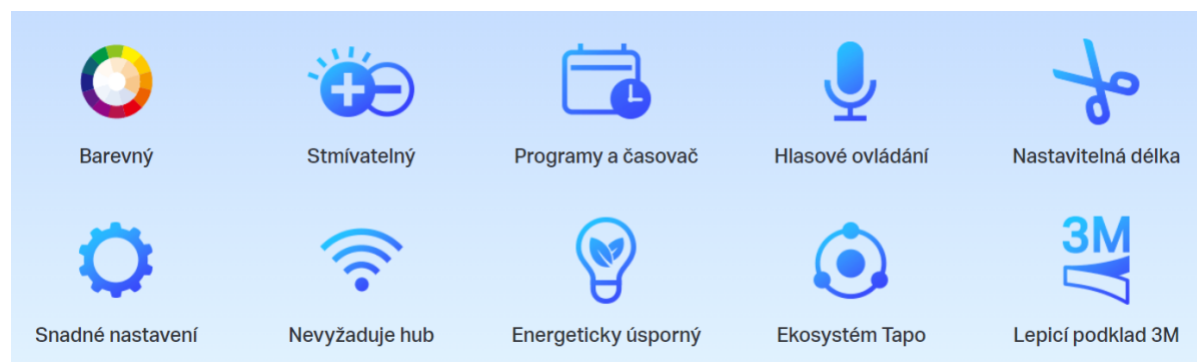 Barevný
Stmívatelný
Programy a časovač
Hlasové ovládání
Nastavitelná délka
3M
Snadné nastavení
Nevyžaduje hub
Energeticky úsporný
Ekosystém Tapo
Lepicí podklad 3M